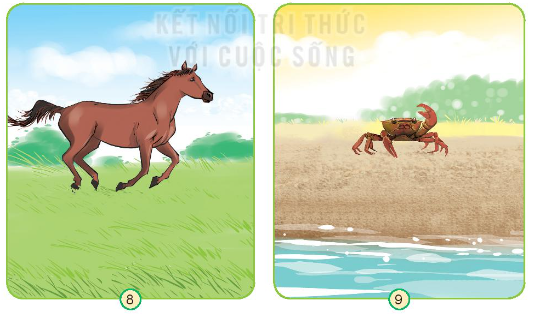 KẾT NỐI TRI THỨC
VỚI CUỘC SỐNG
8
9